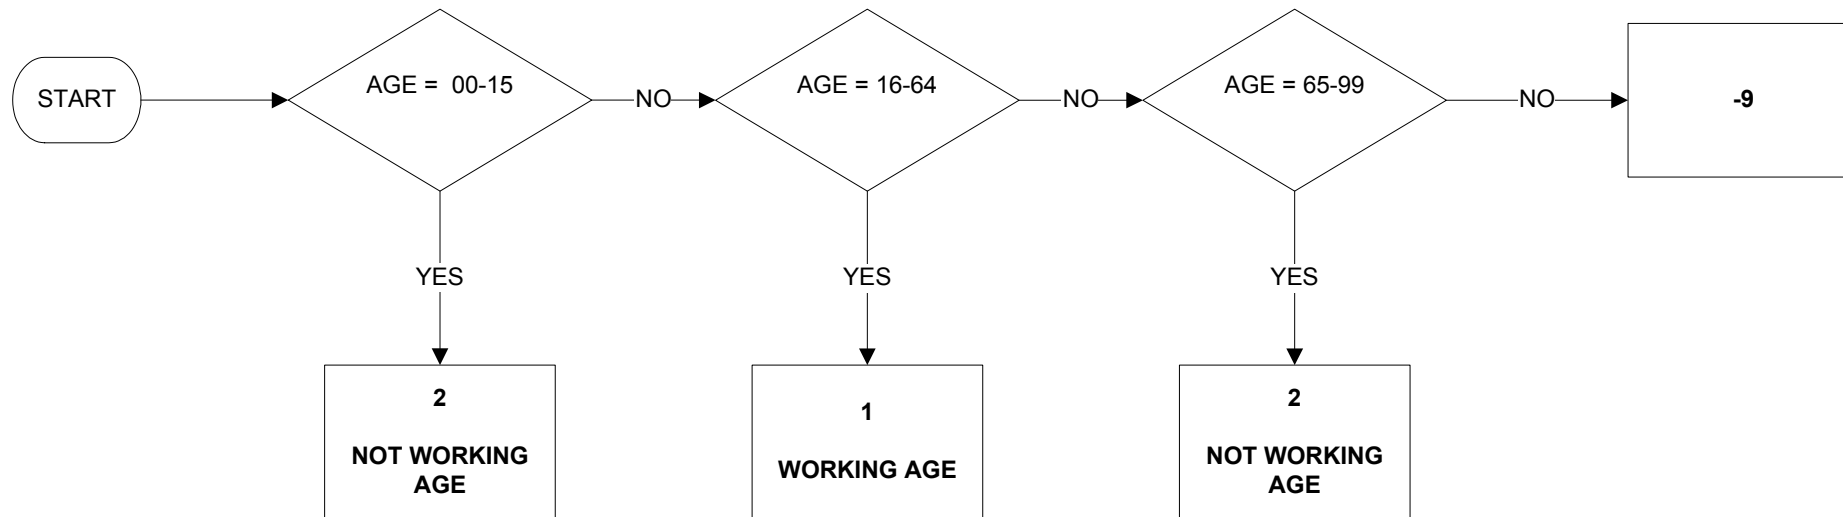 START
AGE =  00-15
NO
AGE = 16-64
NO
AGE = 65-99
NO
-9
YES
YES
YES
2
NOT WORKING
AGE
1
WORKING AGE
2
NOT WORKING
AGE